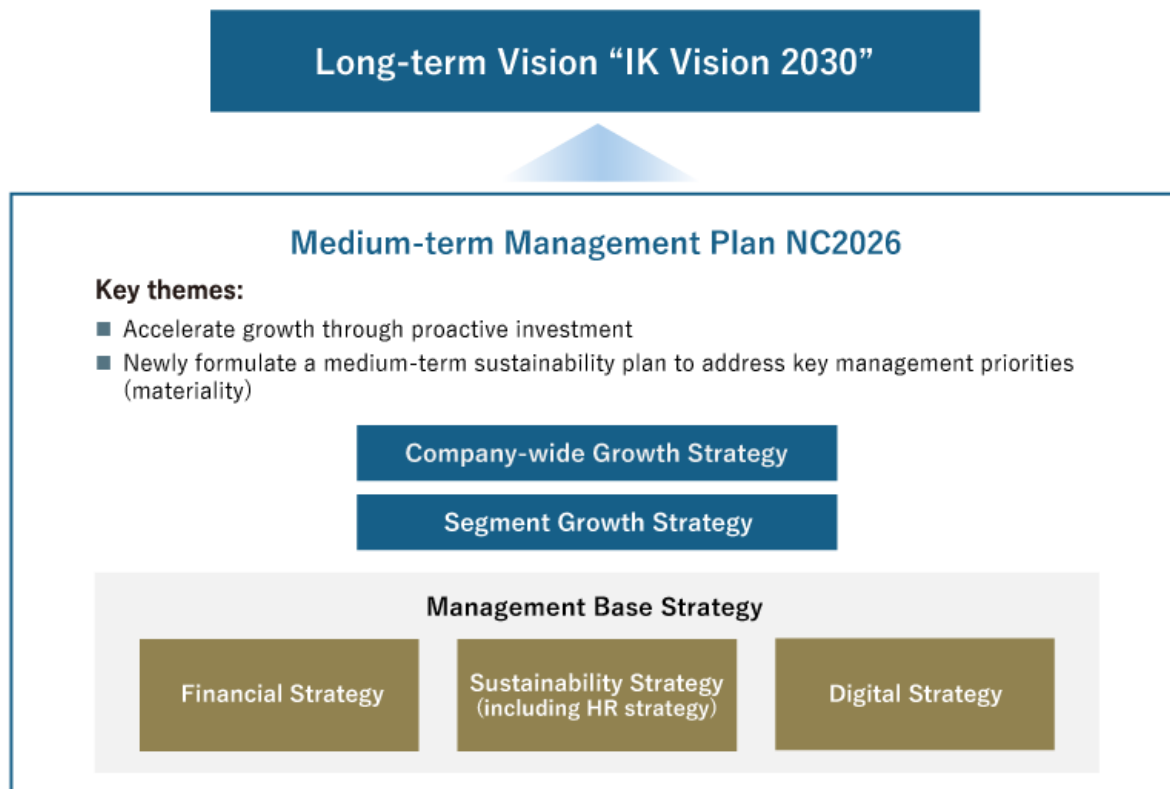 Long-term Vision “IK Vision 2030”
Medium-term Management Plan NC2026
Key themes:
■ Accelerate growth through proactive investment
■ Newly formulate a medium-term sustainability plan to address key management priorities
(materiality)
Company-wide Growth Strategy
Segment Growth Strategy
Management Base Strategy
Financial Strategy
Sustainability Strategy
(including HR strategy)
Digital Strategy